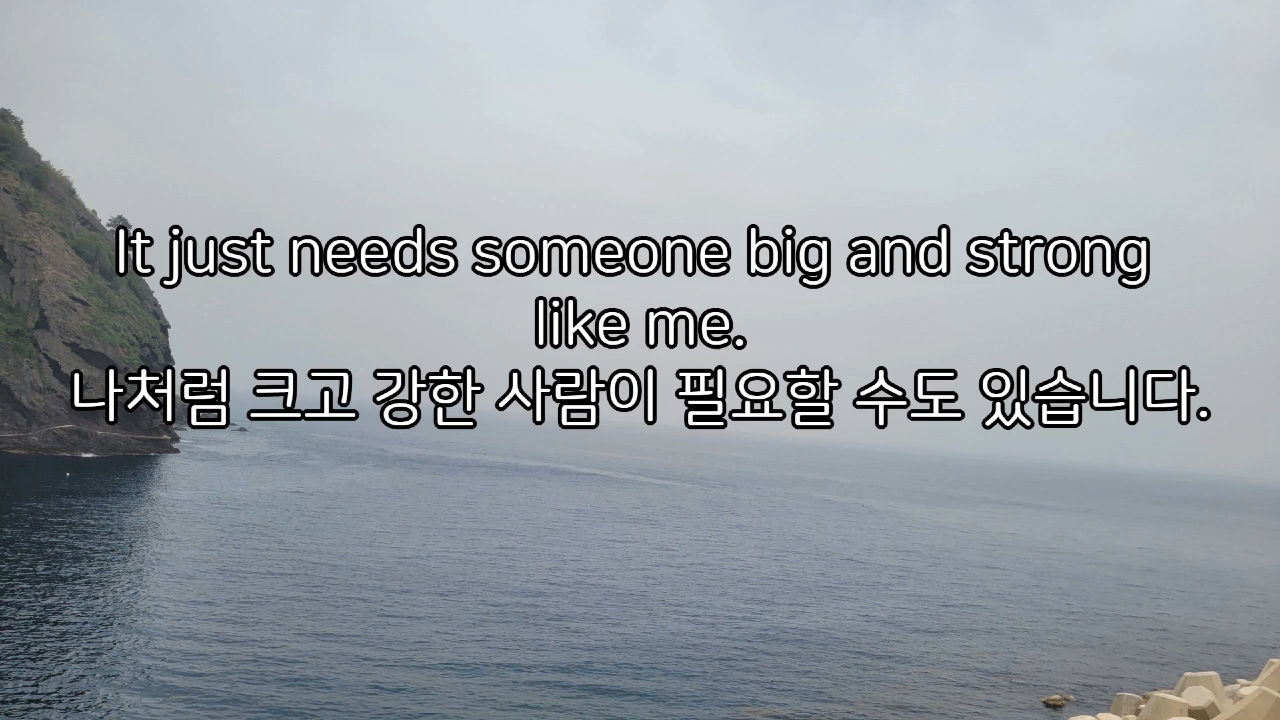 It just needs someone big and strong
like me.
나처럼 크고 강한 사람이 필요할 수도 있습니다.